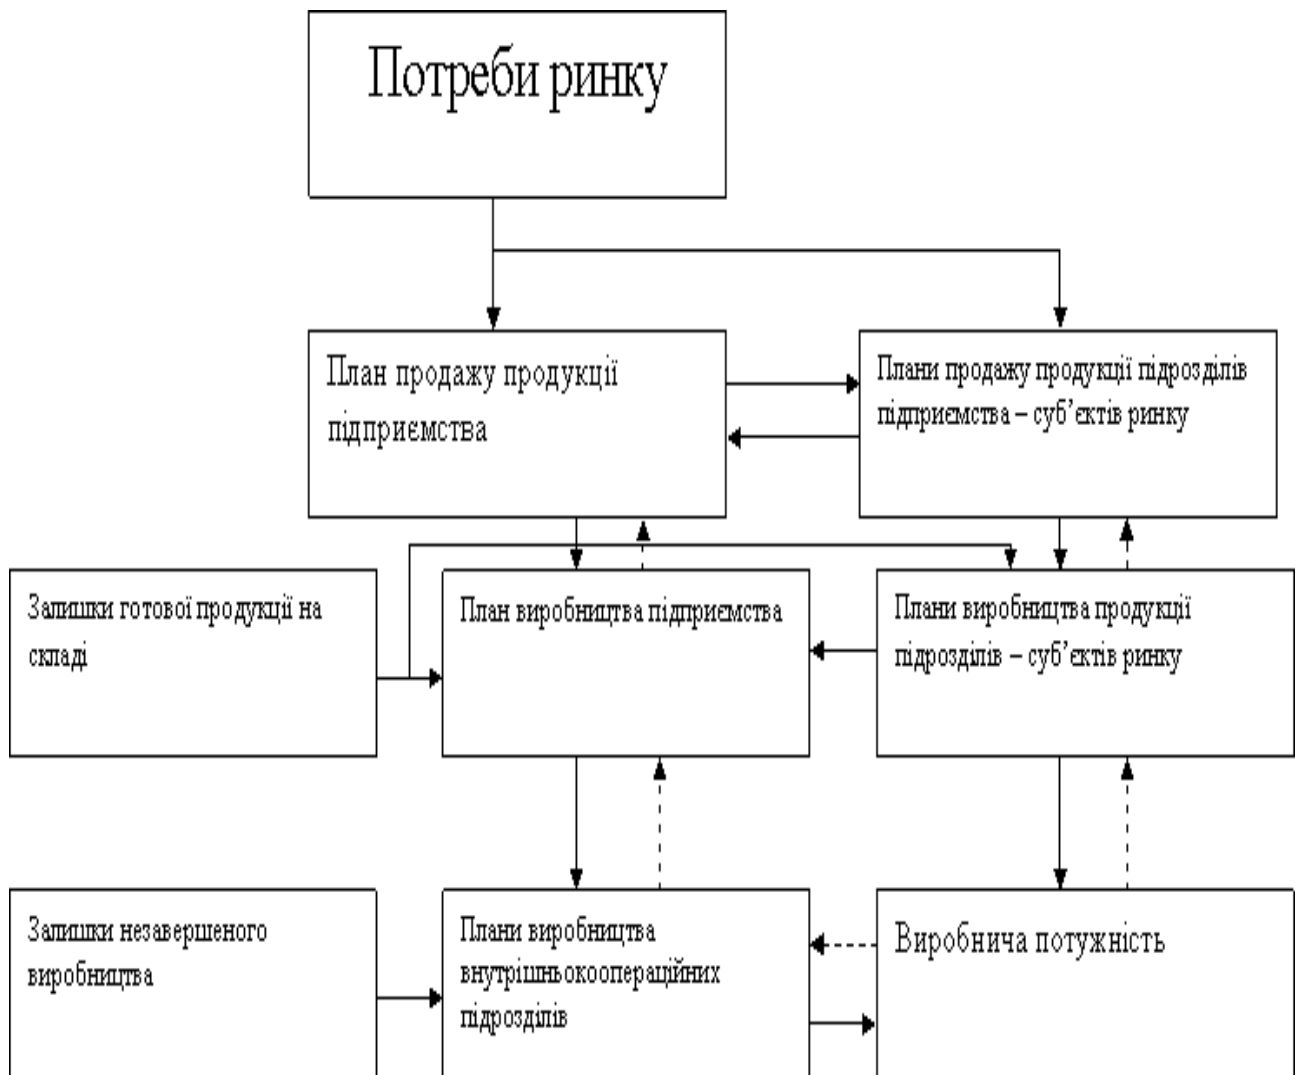 Потреби ринку
План продажу продукції
підприємства
Плани продажу продукції підрозділів
підприємства – суб’єктів ринку
Залишки готової продукції на
складі
План виробництва підприємства
Плани виробництва продукції
підрозділів – суб’єктів ринку
Залишки незавершеного
виробництва
Плани виробництва
внутрішньокоопераційних
підрозділів
Виробнича потужність